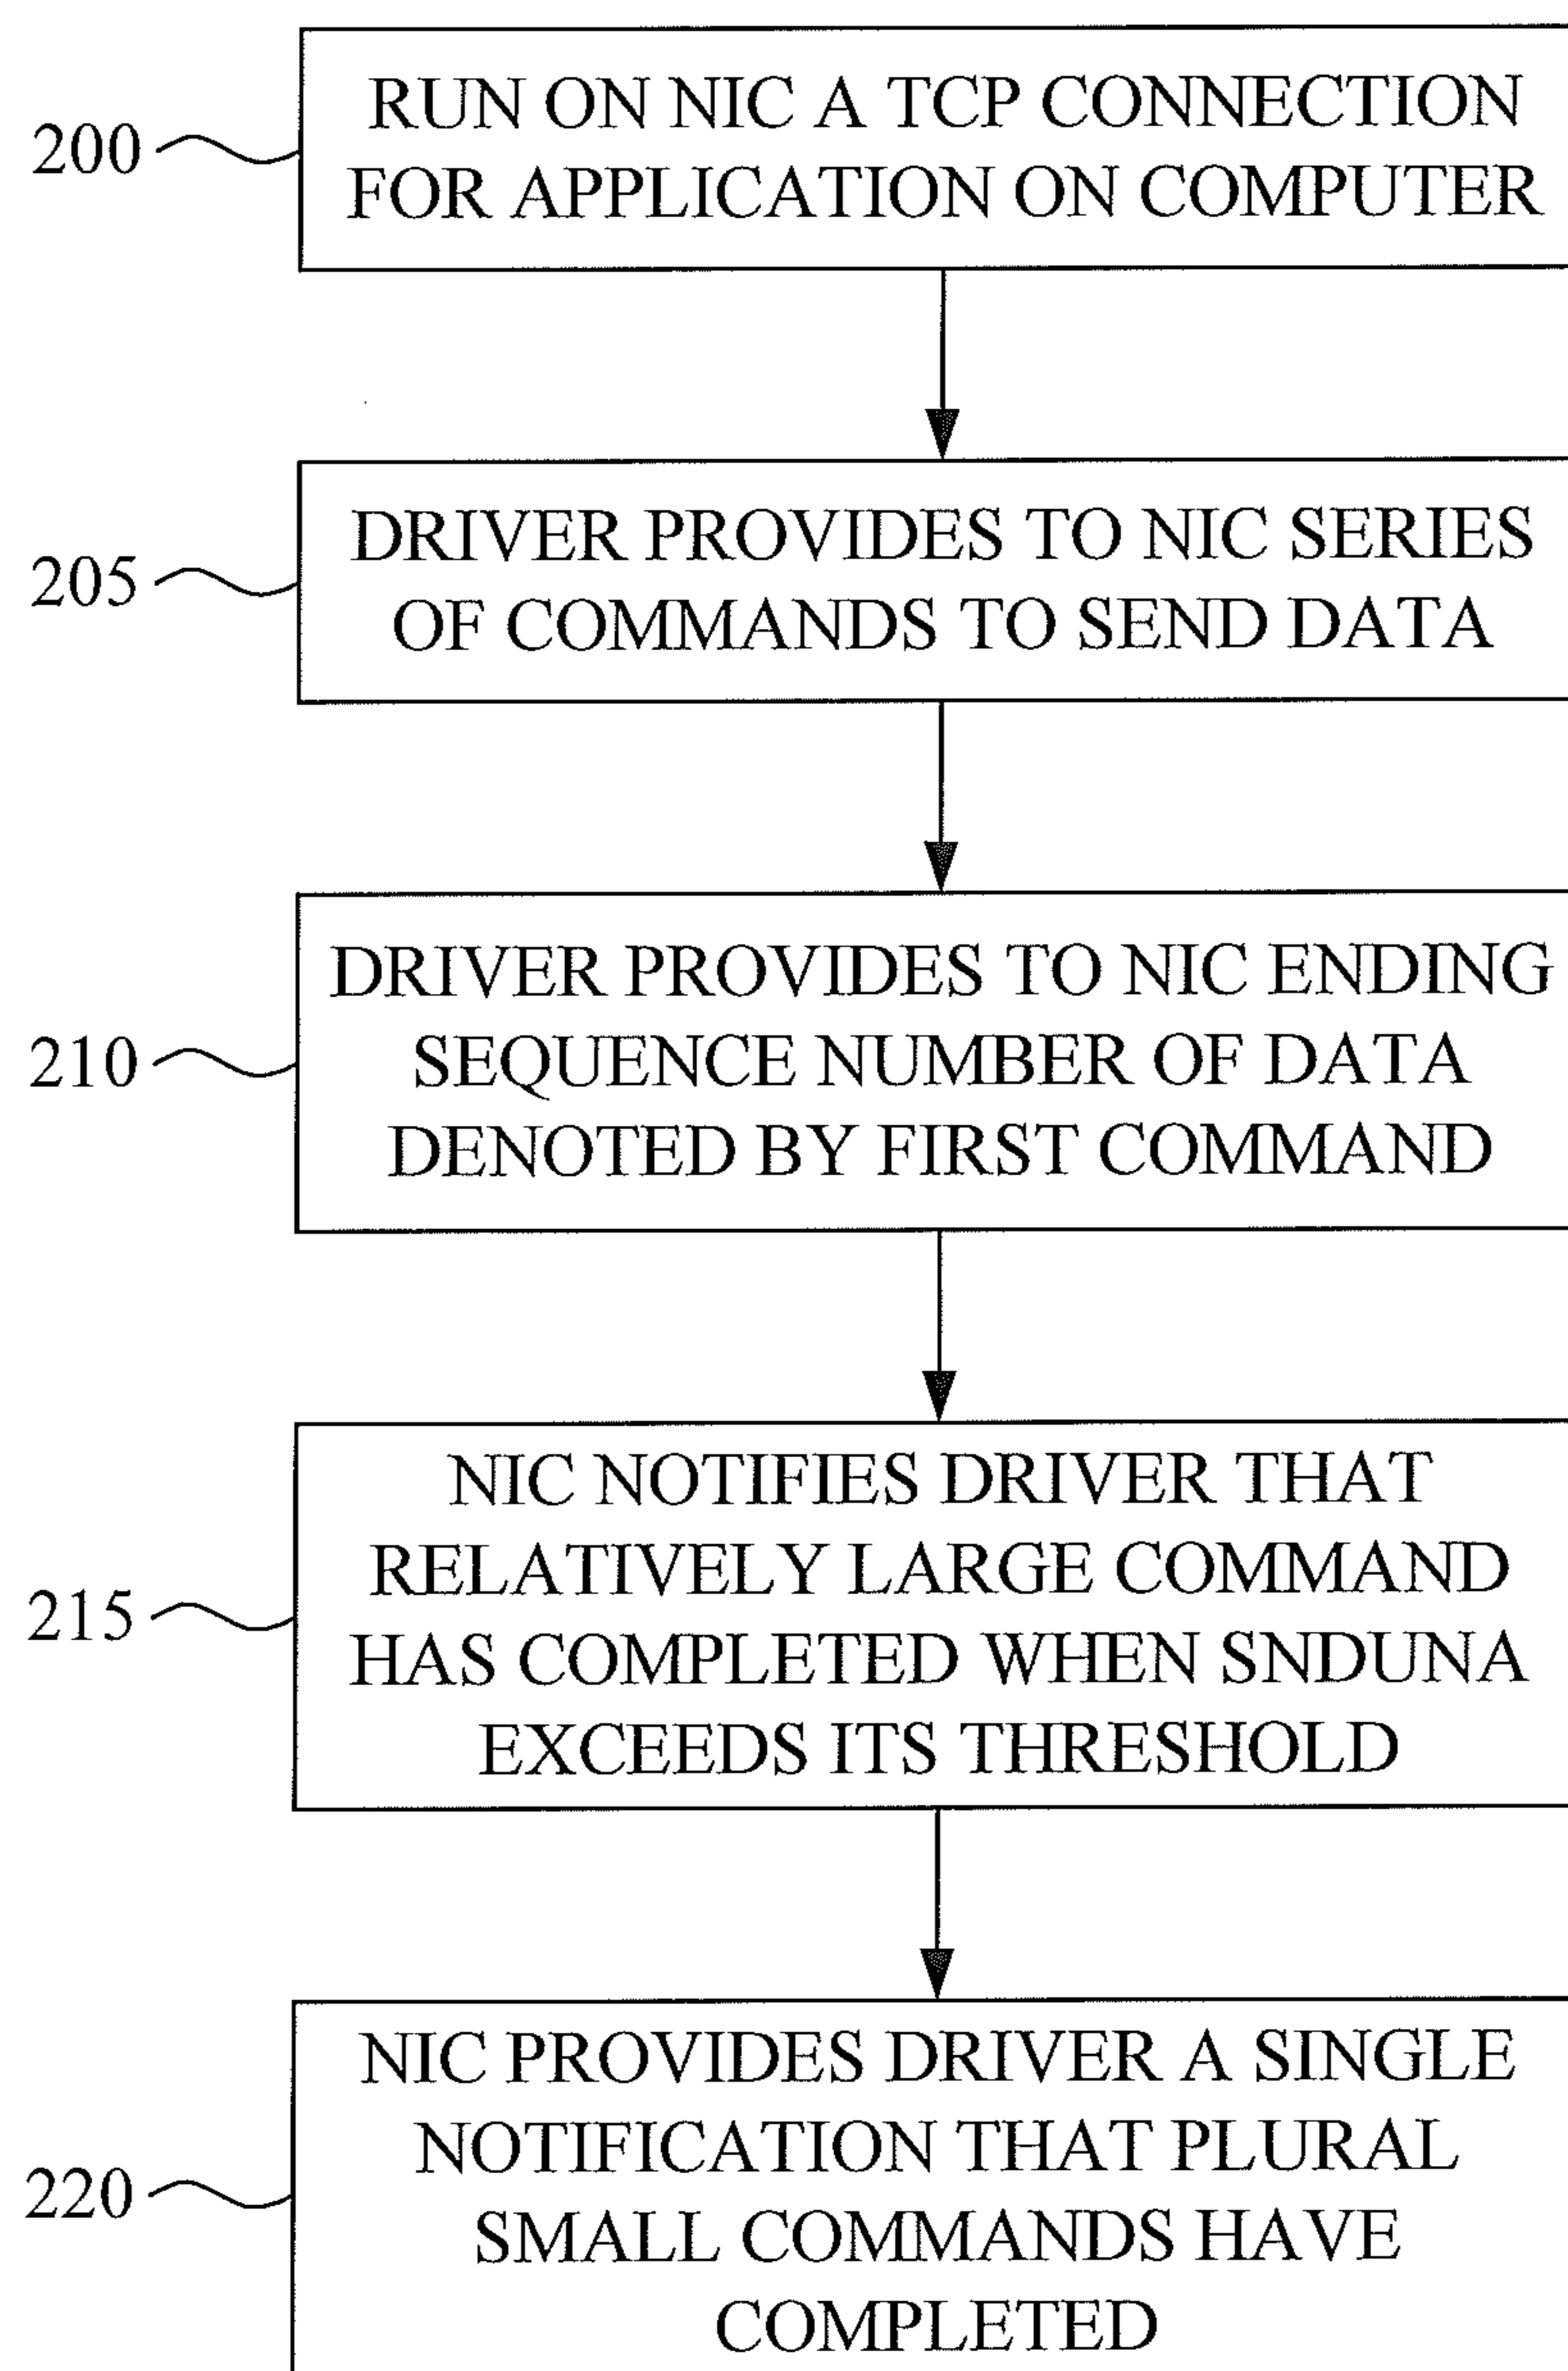 200
RUN ON NIC A TCP CONNECTION
FOR APPLICATION ON COMPUTER
205
DRIVER PROVIDES TO NIC SERIES
OF COMMANDS TO SEND DATA
210
DRIVER PROVIDES TO NIC ENDING
SEQUENCE NUMBER OF DATA
DENOTED BY FIRST COMMAND
215
NIC NOTIFIES DRIVER THAT
RELATIVELY LARGE COMMAND
HAS COMPLETED WHEN SNDUNA
EXCEEDS ITS THRESHOLD
220
NIC PROVIDES DRIVER A SINGLE
NOTIFICATION THAT PLURAL
SMALL COMMANDS HAVE
COMPLETED